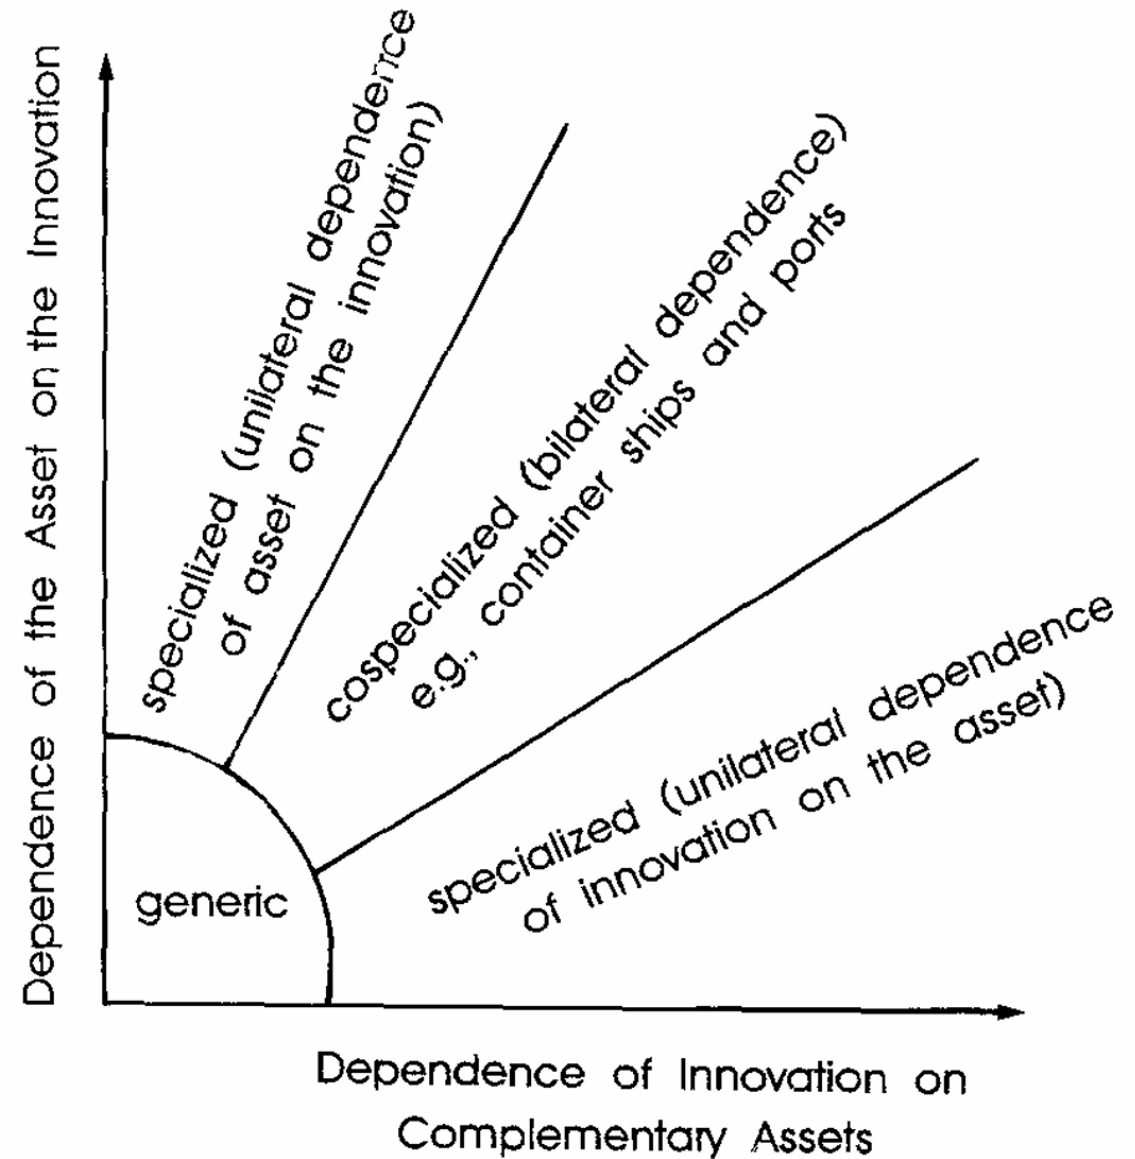 Dependence of the Asset on the Innovation
specialized (unilateral dependence
of asset on the innovation)
cospecialized (bilateral dependence)
e.g., container ships and ports
specialized (unilateral dependence
of innovation on the asset)
generic
Dependence of Innovation on
Complementary Assets